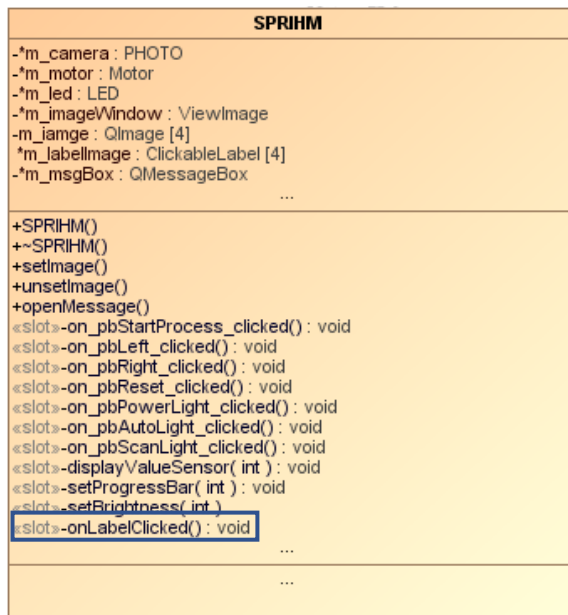 SPRIHM
-*m_camera : PHOTO
-*m_motor : Motor
-*m_led : LED
-*m_imageWindow : ViewImage
-m_iamge : QImage [4]
*m_labelImage : ClickableLabel [4]
-*m_msgBox : QMessageBox
...
+SPRIHM()
+~SPRIHM()
+setImage()
+unsetImage()
+openMessage()
«slot»-on_pbStartProcess_clicked() : void
«slot»-on_pbLeft_clicked() : void
«slot»-on_pbRight_clicked() : void
«slot»-on_pbReset_clicked() : void
«slot»-on_pbPowerLight_clicked() : void
«slot»-on_pbAutoLight_clicked() : void
«slot»-on_pbScanLight_clicked() : void
«slot»-displayValueSensor( int ) : void
«slot»-setProgressBar( int ) : void
«slot»-setBrightness( int )
«slot»-onLabelClicked() : void
...
...